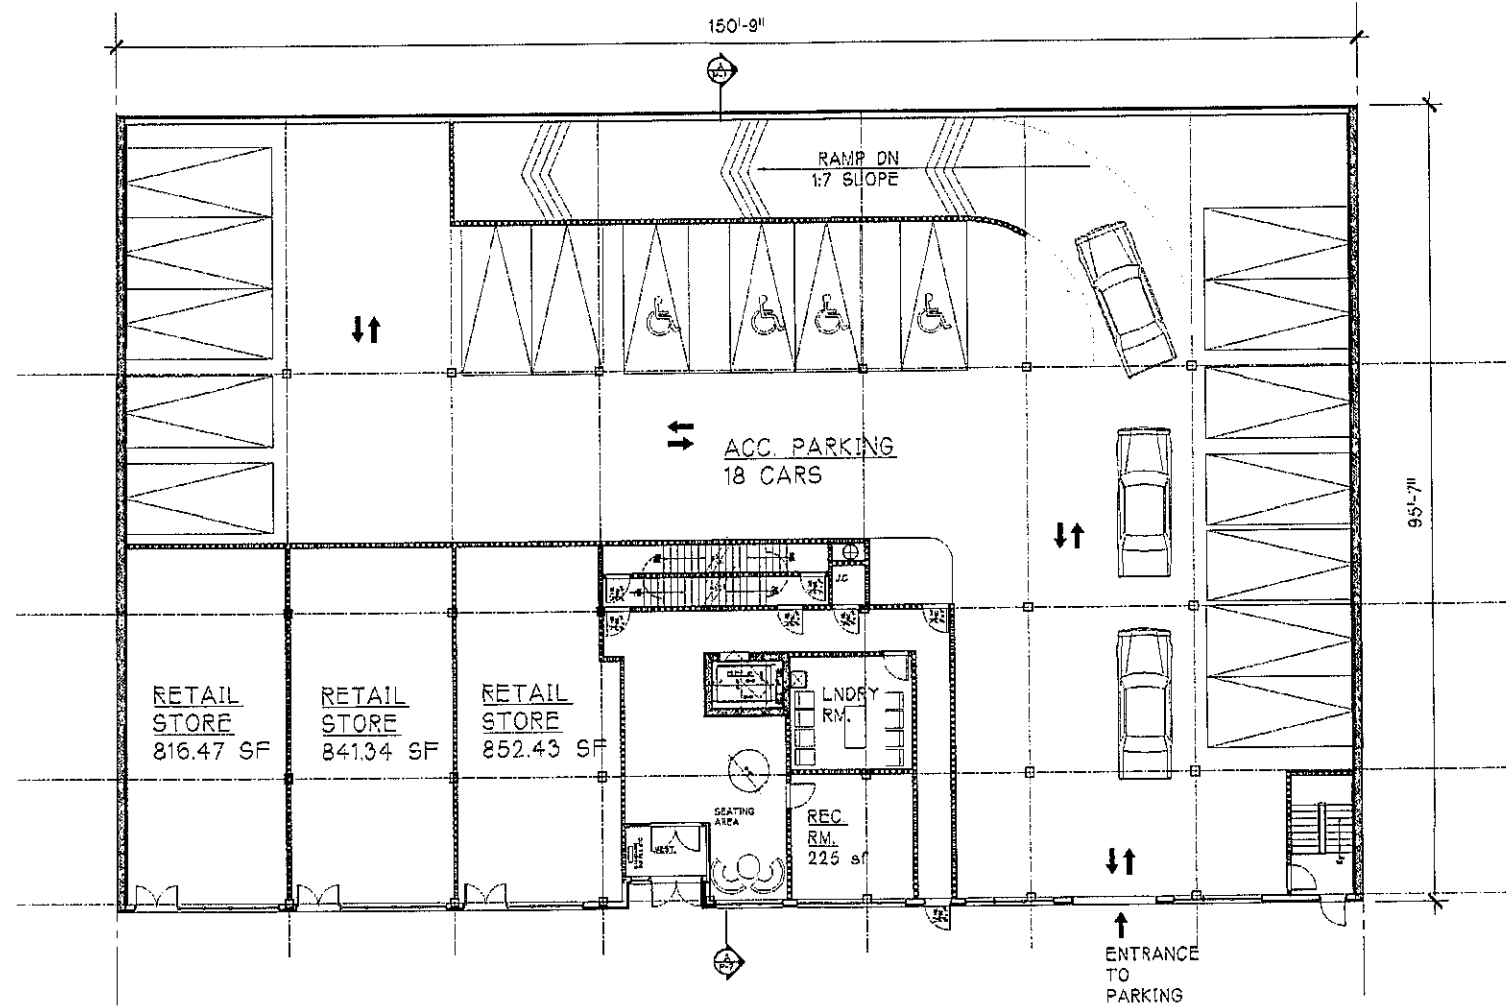 150'-9"
RAMP DN
1:7 SLOPE
ACC. PARKING
18 CARS
95'-7"
J.C
RETAIL
STORE
816.47 SF
RETAIL
STORE
841.34 SF
RETAIL
STORE
852.43 SF
LNDRY
RM.
SEATING
AREA
REC.
RM.
225 sf
VEST.
ENTRANCE
TO
PARKING